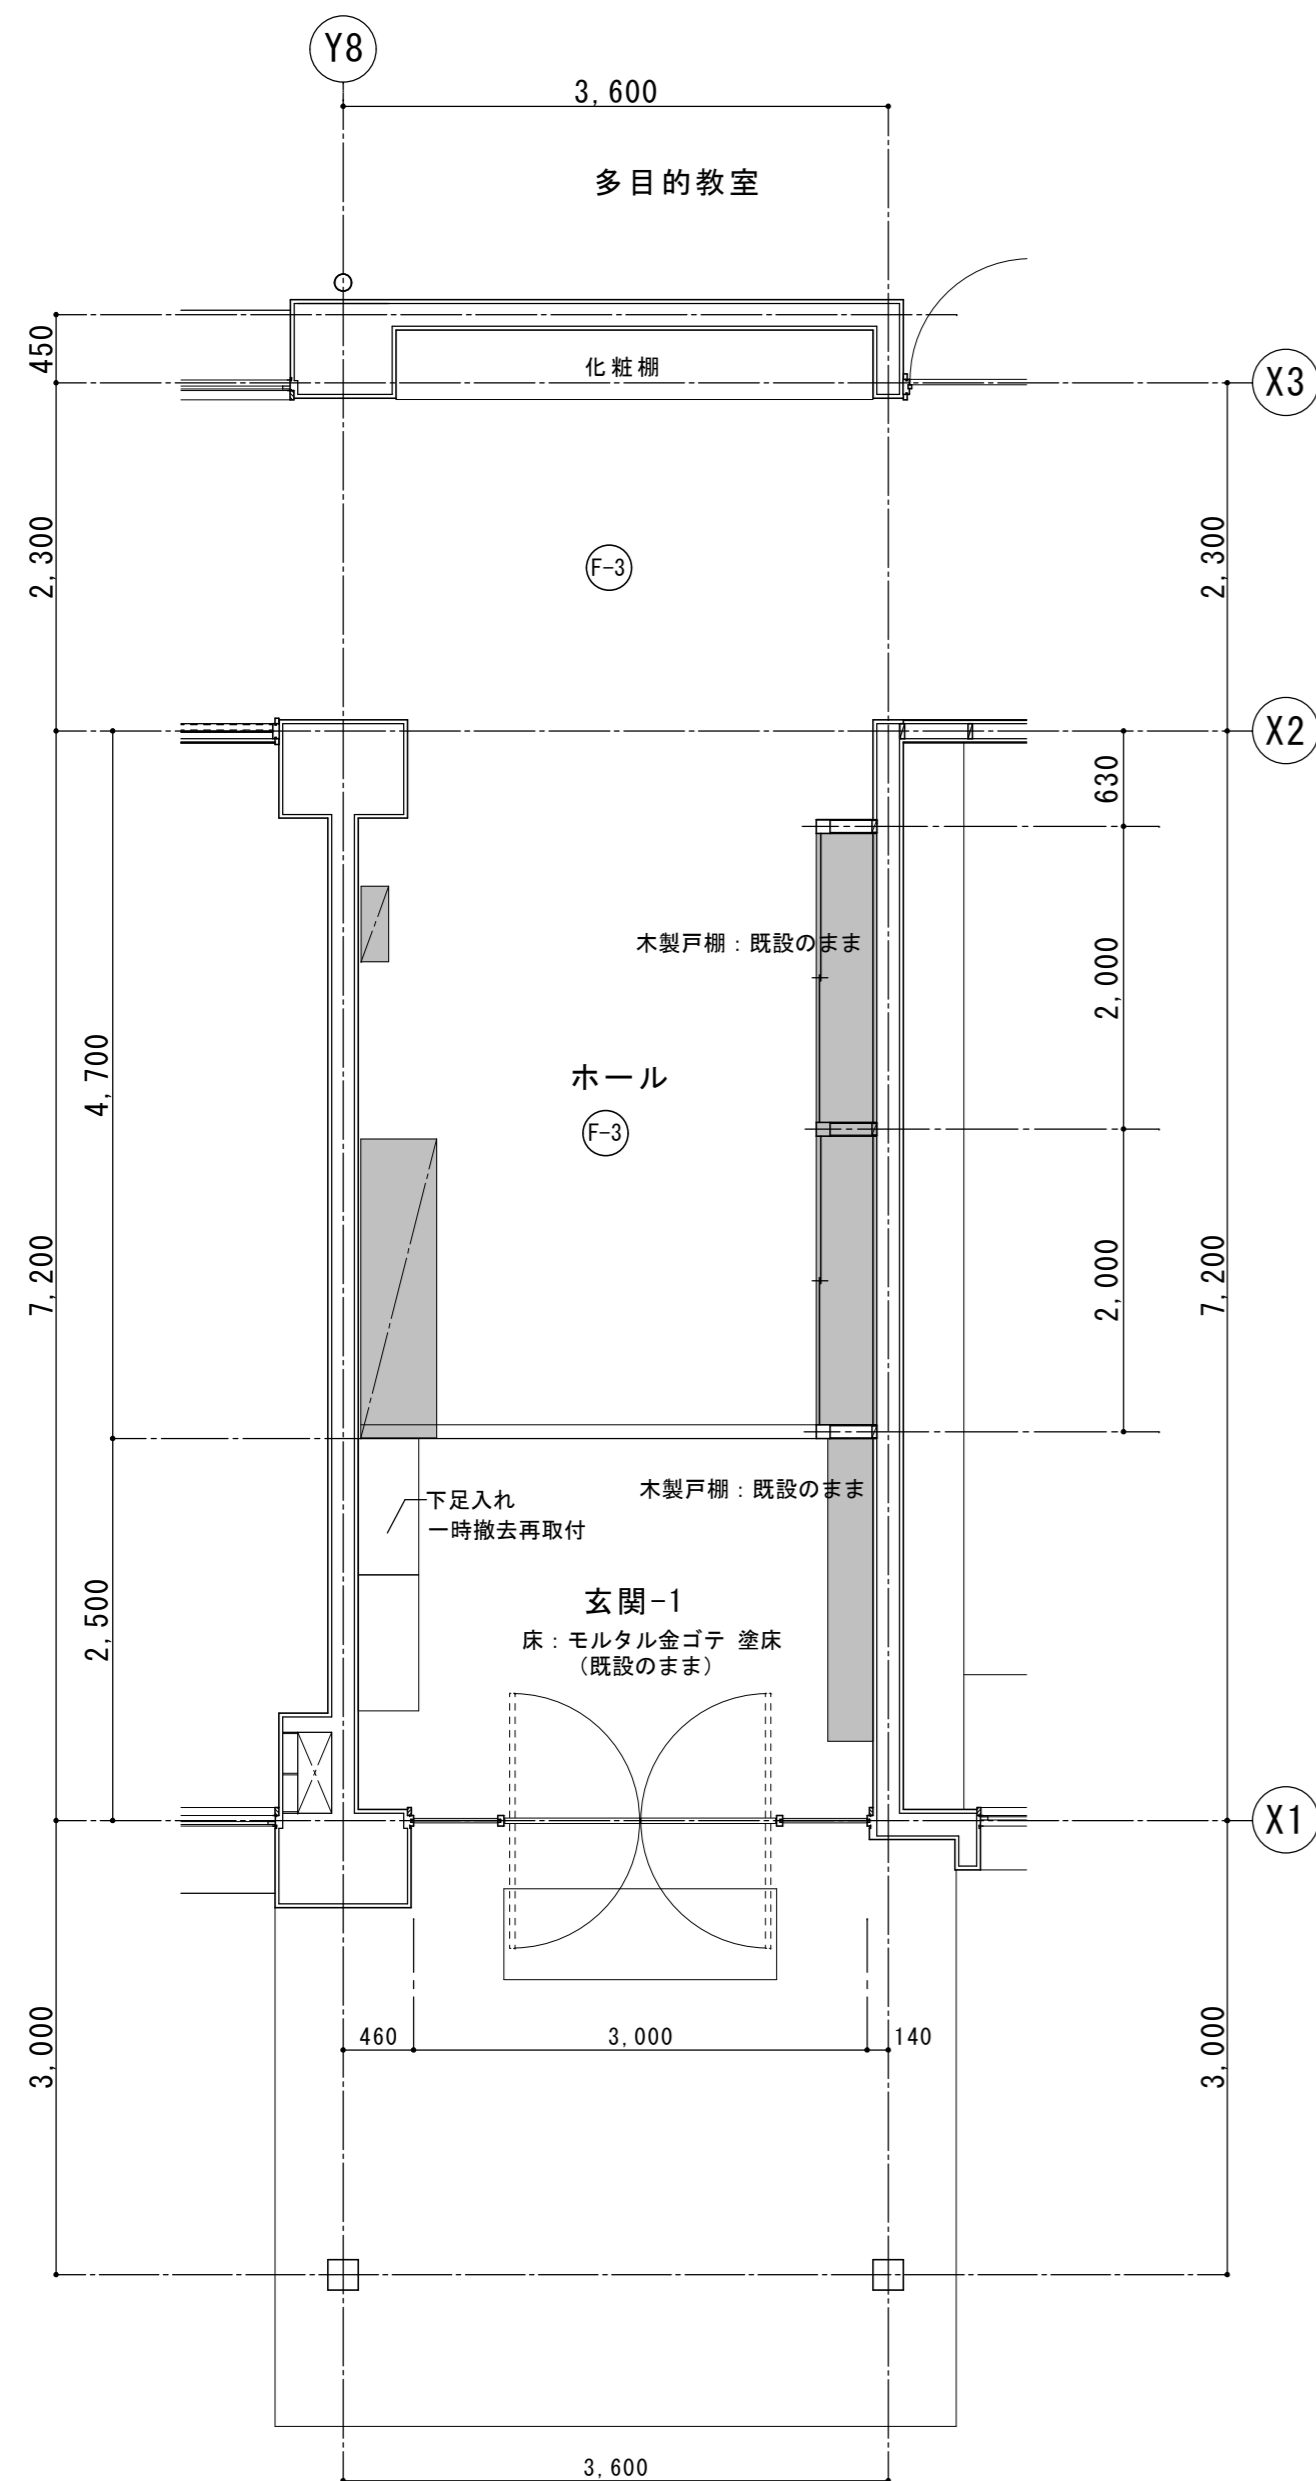 Y8
3,600
多目的教室
450
化粧棚
X3
2,300
2,300
F-3
X2
630
木製戸棚：既設のまま
2,000
4,700
ホール
F-3
7,200
2,000
7,200
木製戸棚：既設のまま
下足入れ
一時撤去再取付
2,500
玄関-1
床：モルタル金ゴテ 塗床
（既設のまま）
X1
460
3,000
140
3,000
3,000
3,600